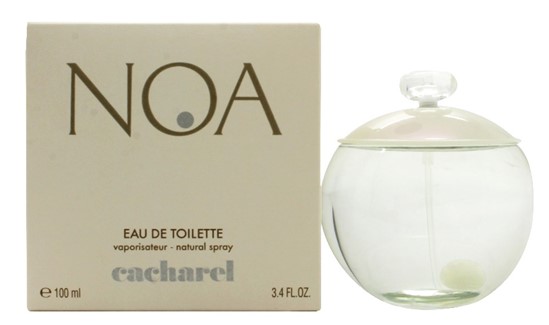 NOA
EAU DE TOILETTE
vaporisateur - natural spray
cacharel
℮ 100 ml 3.4 FL.OZ.